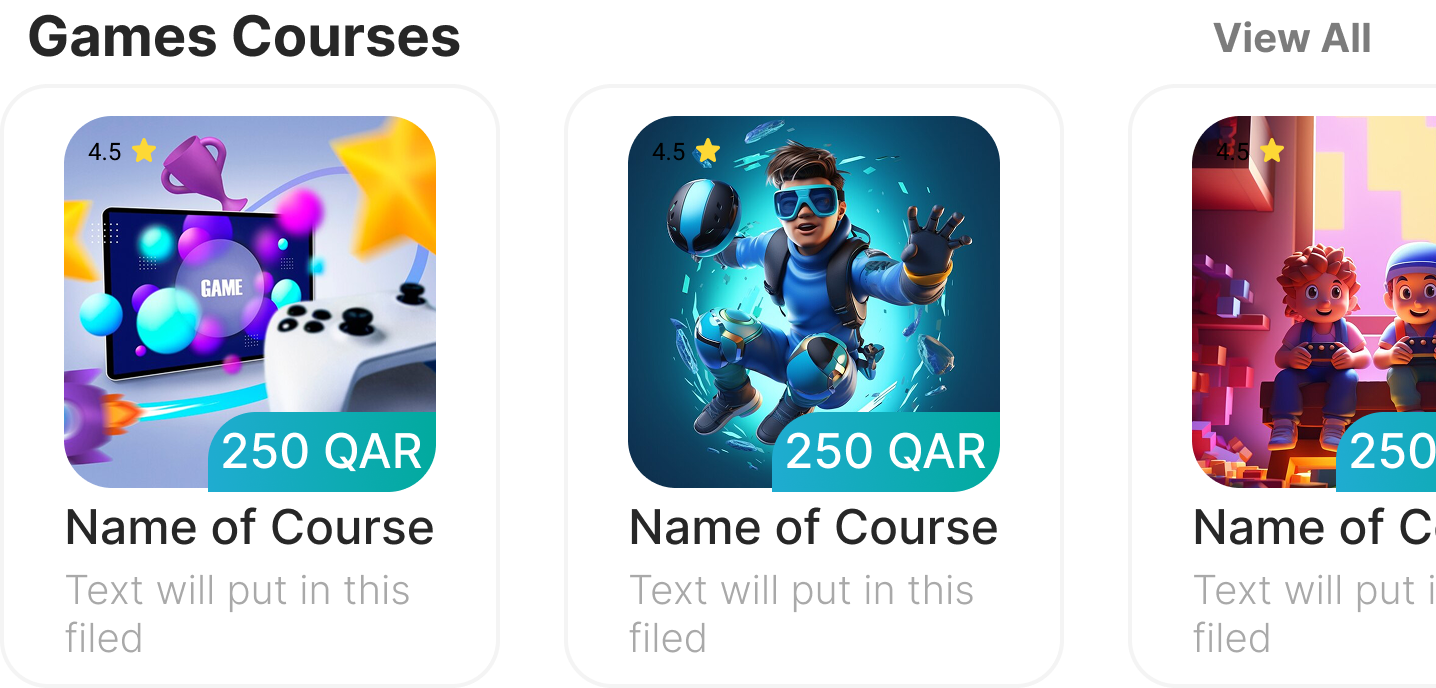 Games Courses
View All
4.5
4.5
4.5
GAME
250 QAR
250 QAR
250
Name of Course
Name of Course
Name of Co
Text will put in this
filed
Text will put in this
filed
Text will put i
filed